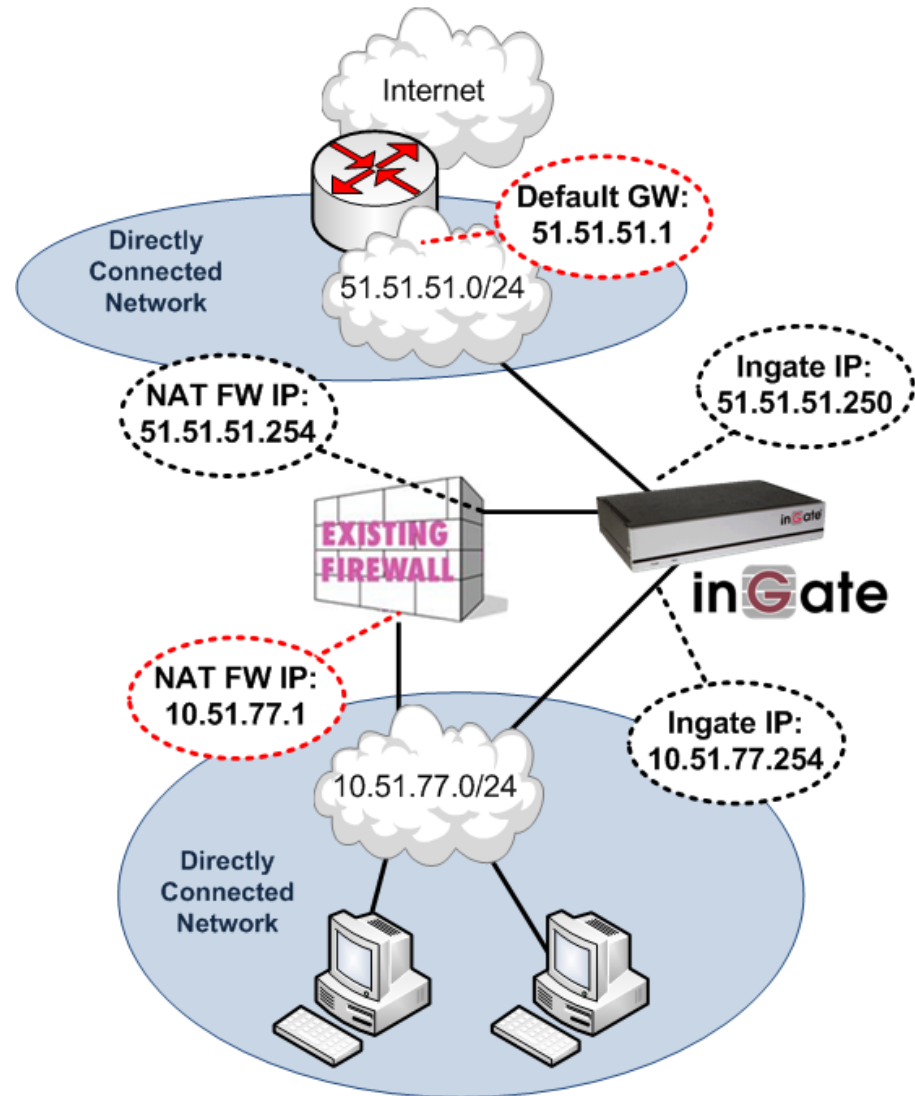 Internet
Default GW:
51.51.51.1
Directly
Connected
Network
51.51.51.0/24
NAT FW IP:
51.51.51.254
Ingate IP:
51.51.51.250
EXISTING
FIREWALL
inGate
inGate
NAT FW IP:
10.51.77.1
Ingate IP:
10.51.77.254
10.51.77.0/24
Directly
Connected
Network